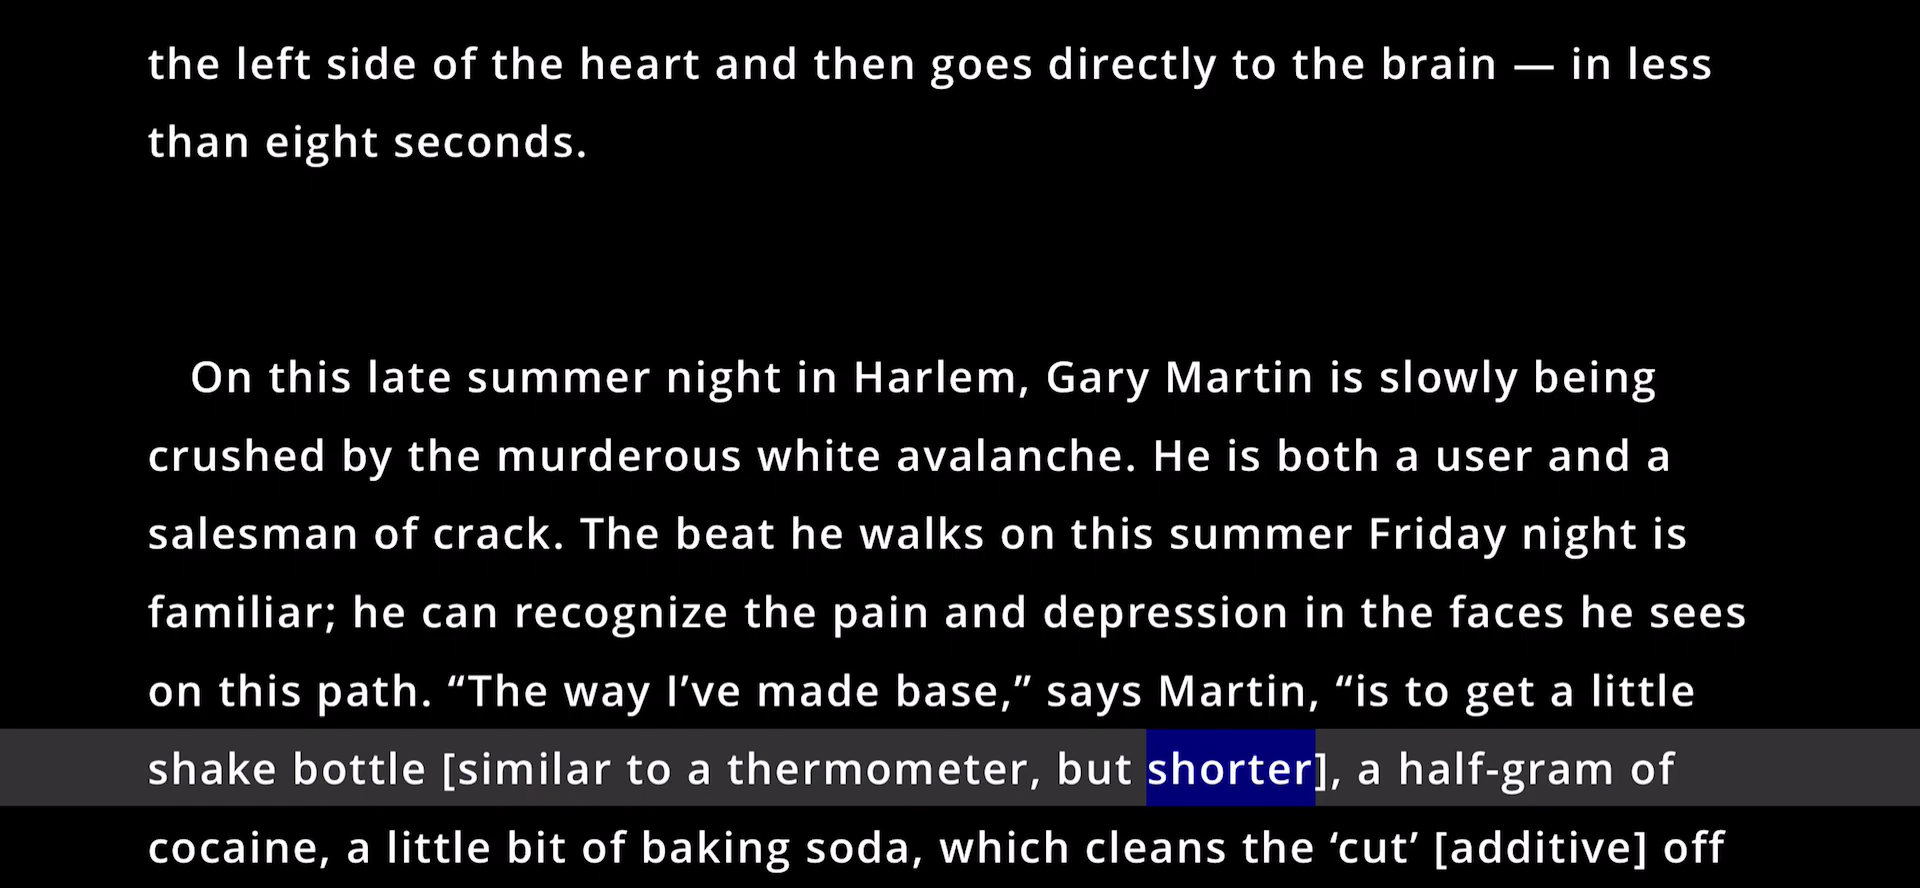 the left side of the heart and then goes directly to the brain — in less
than eight seconds.
On this late summer night in Harlem, Gary Martin is slowly being
crushed by the murderous white avalanche. He is both a user and a
salesman of crack. The beat he walks on this summer Friday night is
familiar; he can recognize the pain and depression in the faces he sees
on this path. “The way I’ve made base,” says Martin, “is to get a little
shake bottle [similar to a thermometer, but shorter], a half-gram of
cocaine, a little bit of baking soda, which cleans the ‘cut’ [additive] off